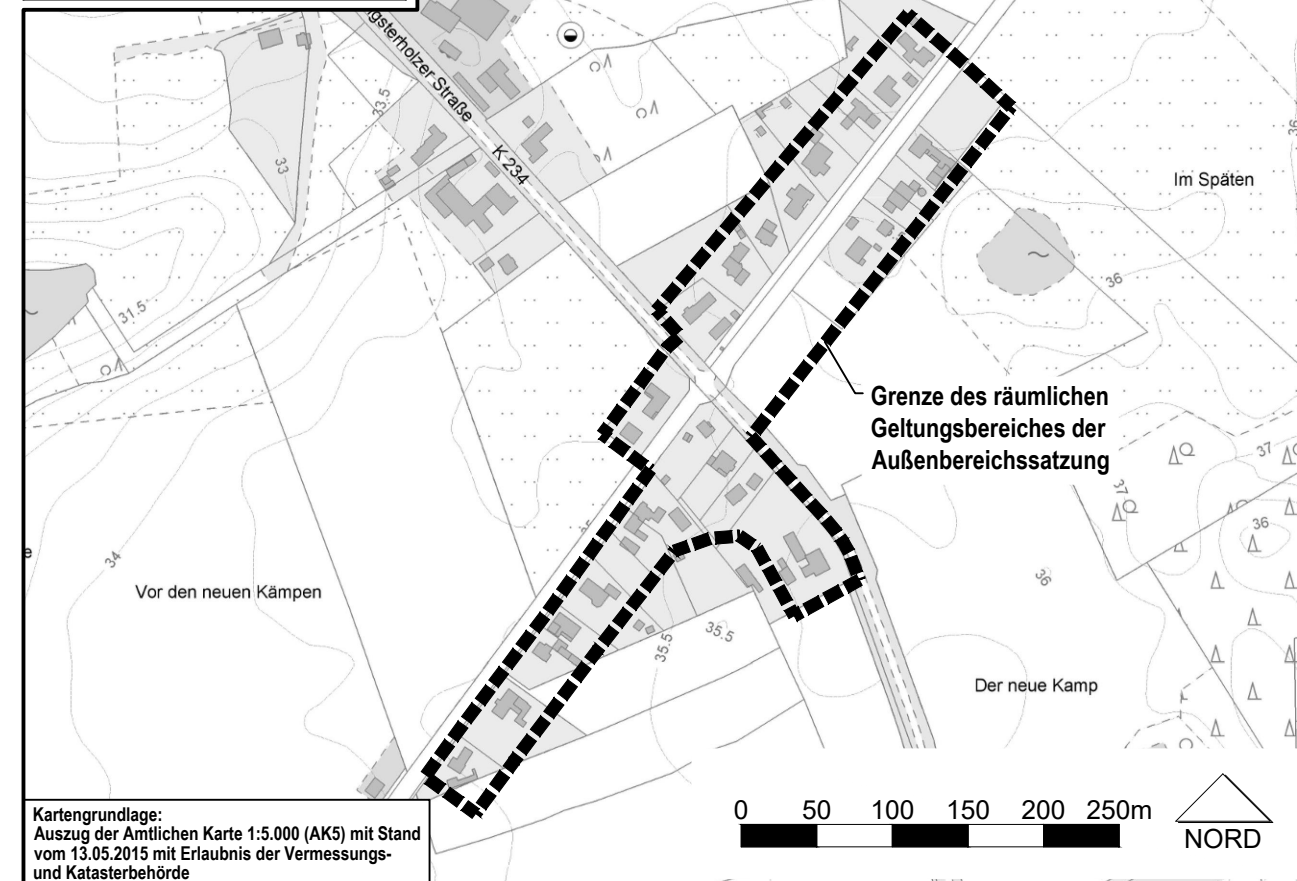 gsterholzer Straße
K 234
33.5
33
31.5
Im Späten
36
36
Grenze des räumlichen
Geltungsbereiches der
Außenbereichssatzung
37
37
36
34
Vor den neuen Kämpen
35.5
35.5
36
Der neue Kamp
Kartengrundlage:
Auszug der Amtlichen Karte 1:5.000 (AK5) mit Stand
vom 13.05.2015 mit Erlaubnis der Vermessungs-
und Katasterbehörde
0 50 100 150 200 250m
NORD